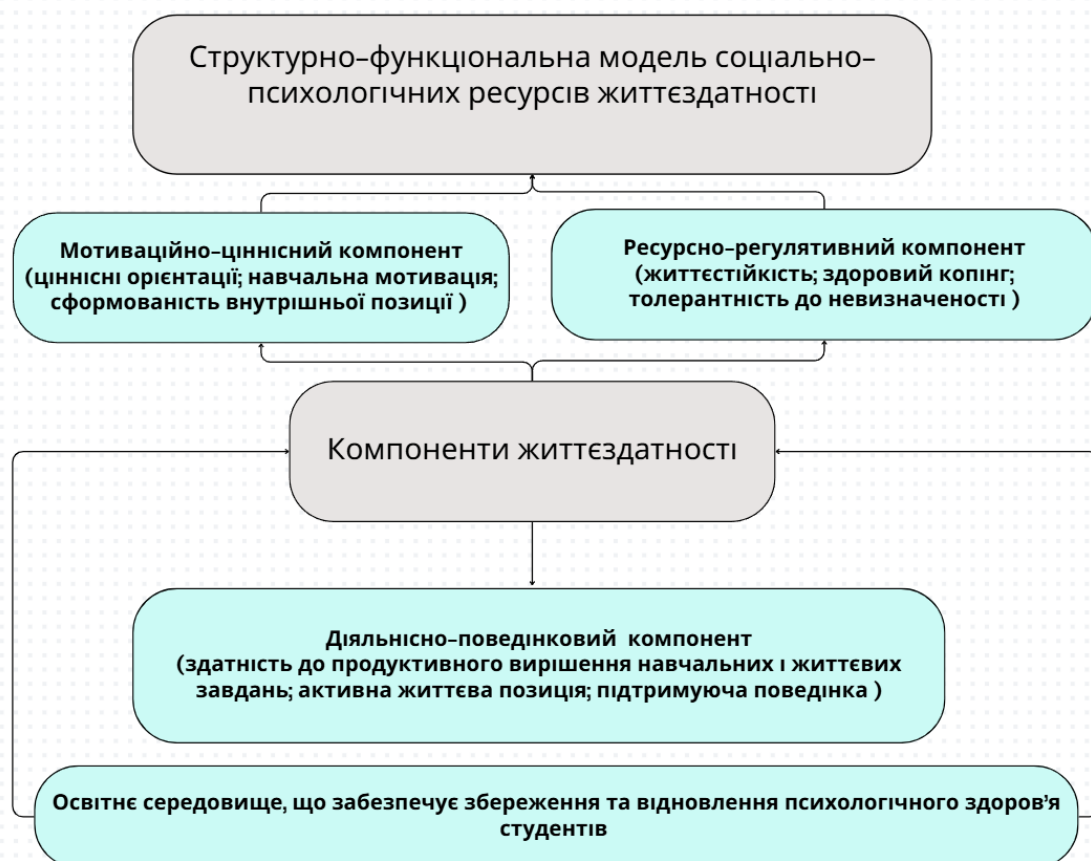 Структурно–функціональна модель соціально–
психологічних ресурсів життєздатності
Мотиваційно–ціннісний компонент
(ціннісні орієнтації; навчальна мотивація;
сформованість внутрішньої позиції )
Ресурсно–регулятивний компонент
(життєстійкість; здоровий копінг;
толерантність до невизначеності )
Компоненти життєздатності
Діяльнісно–поведінковий  компонент
(здатність до продуктивного вирішення навчальних і життєвих
завдань; активна життєва позиція; підтримуюча поведінка )
Освітнє середовище, що забезпечує збереження та відновлення психологічного здоров’я
студентів